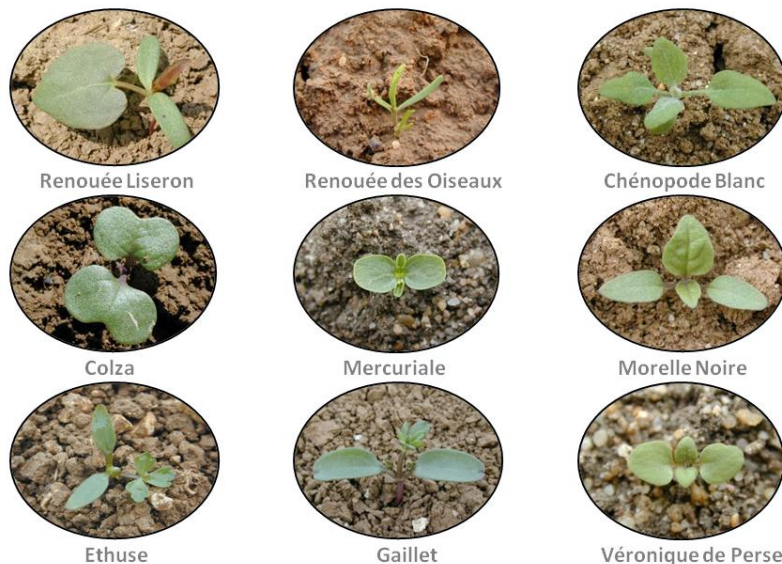 Renouée Liseron
Renouée des Oiseaux
Chénopode Blanc
Colza
Mercuriale
Morelle Noire
Ethuse
Gaillet
Véronique de Perse